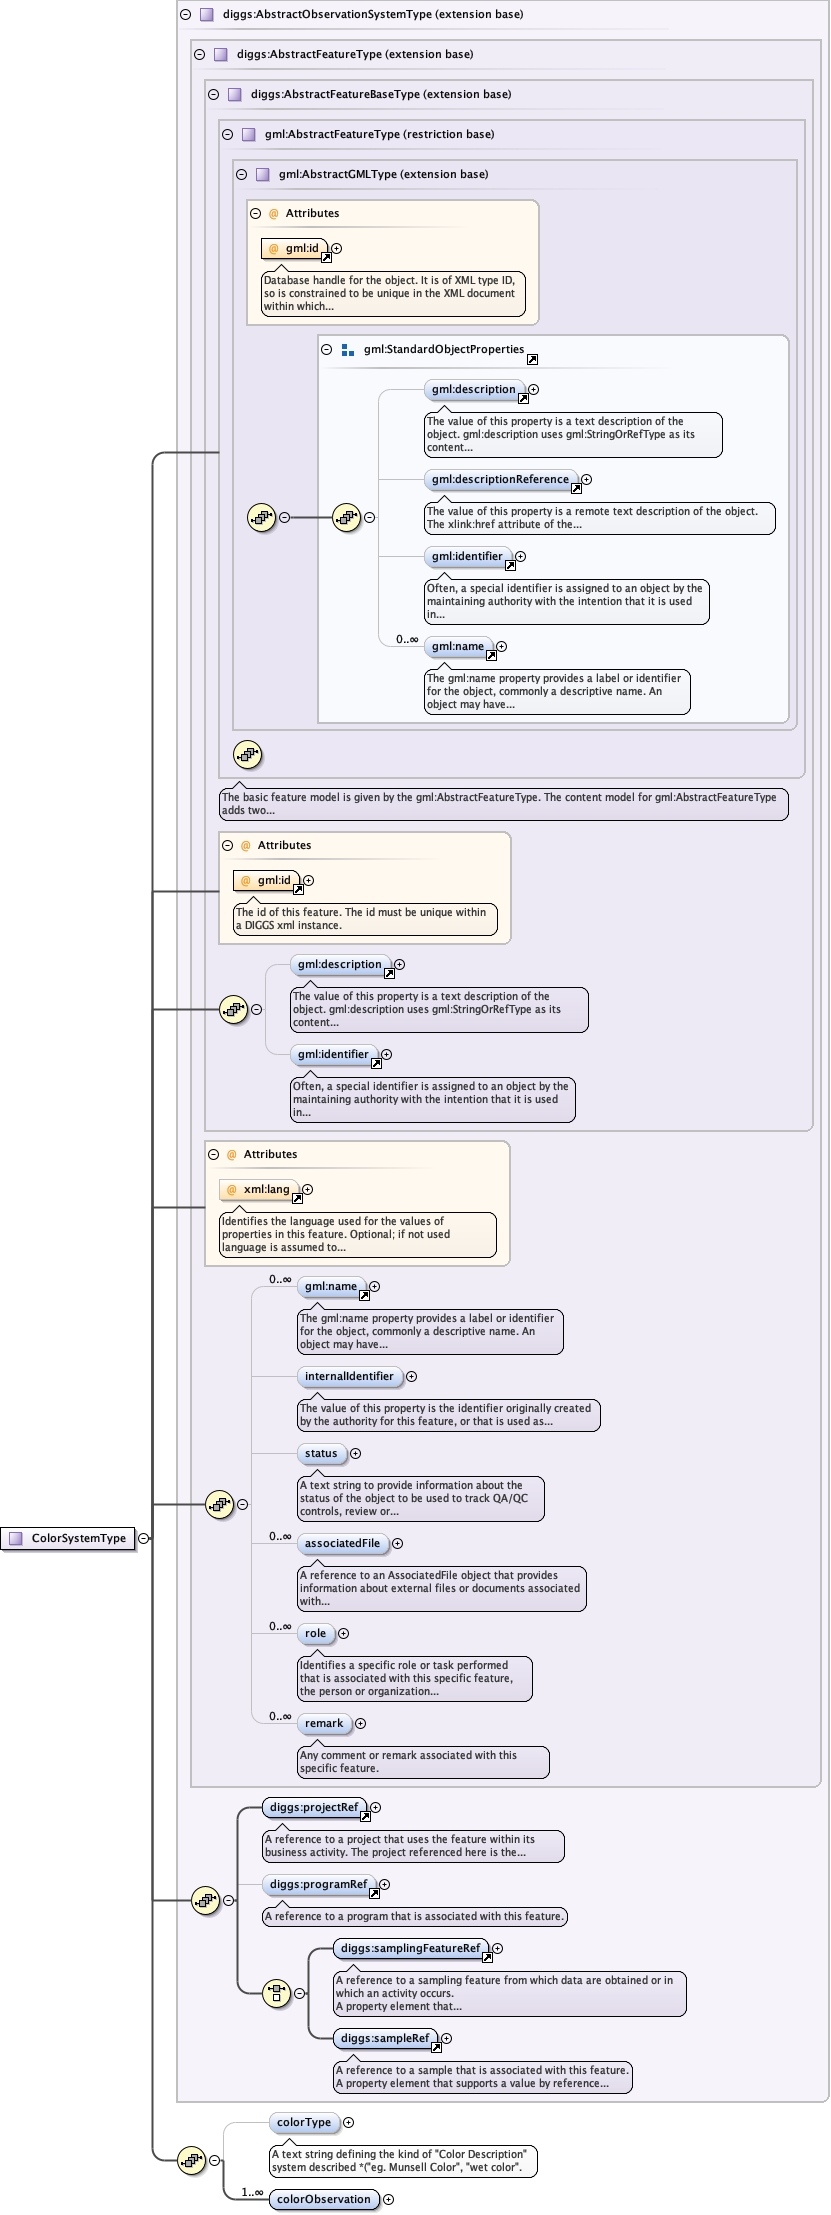 diggs:AbstractObservationSystemType (extension base)
diggs:AbstractFeatureType (extension base)
diggs:AbstractFeatureBaseType (extension base)
gml:AbstractFeatureType (restriction base)
gml:AbstractGMLType (extension base)
@ Attributes
@ gml:id
Database handle for the object. It is of XML type ID,
so is constrained to be unique in the XML document
within which...
gml:StandardObjectProperties
gml:description
The value of this property is a text description of the
object. gml:description uses gml:StringOrRefType as its
content...
gml:descriptionReference
The value of this property is a remote text description of the object.
The xlink:href attribute of the...
gml:identifier
Often, a special identifier is assigned to an object by the
maintaining authority with the intention that it is used
in...
0..∞
gml:name
The gml:name property provides a label or identifier
for the object, commonly a descriptive name. An
object may have...
The basic feature model is given by the gml:AbstractFeatureType. The content model for gml:AbstractFeatureType
adds two...
@ Attributes
@ gml:id
The id of this feature. The id must be unique within
a DIGGS xml instance.
gml:description
The value of this property is a text description of the
object. gml:description uses gml:StringOrRefType as its
content...
gml:identifier
Often, a special identifier is assigned to an object by the
maintaining authority with the intention that it is used
in...
@ Attributes
@ xml:lang
Identifies the language used for the values of
properties in this feature. Optional; if not used
language is assumed to...
0..∞
gml:name
The gml:name property provides a label or identifier
for the object, commonly a descriptive name. An
object may have...
internalIdentifier
The value of this property is the identifier originally created
by the authority for this feature, or that is used as...
status
A text string to provide information about the
status of the object to be used to track QA/QC
controls, review or...
ColorSystemType
0..∞
associatedFile
A reference to an AssociatedFile object that provides
information about external files or documents associated
with...
0..∞
role
Identifies a specific role or task performed
that is associated with this specific feature,
the person or organization...
0..∞
remark
Any comment or remark associated with this
specific feature.
diggs:projectRef
A reference to a project that uses the feature within its
business activity. The project referenced here is the...
diggs:programRef
A reference to a program that is associated with this feature.
diggs:samplingFeatureRef
A reference to a sampling feature from which data are obtained or in
which an activity occurs.
A property element that...
diggs:sampleRef
A reference to a sample that is associated with this feature.
A property element that supports a value by reference...
colorType
A text string defining the kind of "Color Description"
system described *("eg. Munsell Color", "wet color".
1..∞
colorObservation